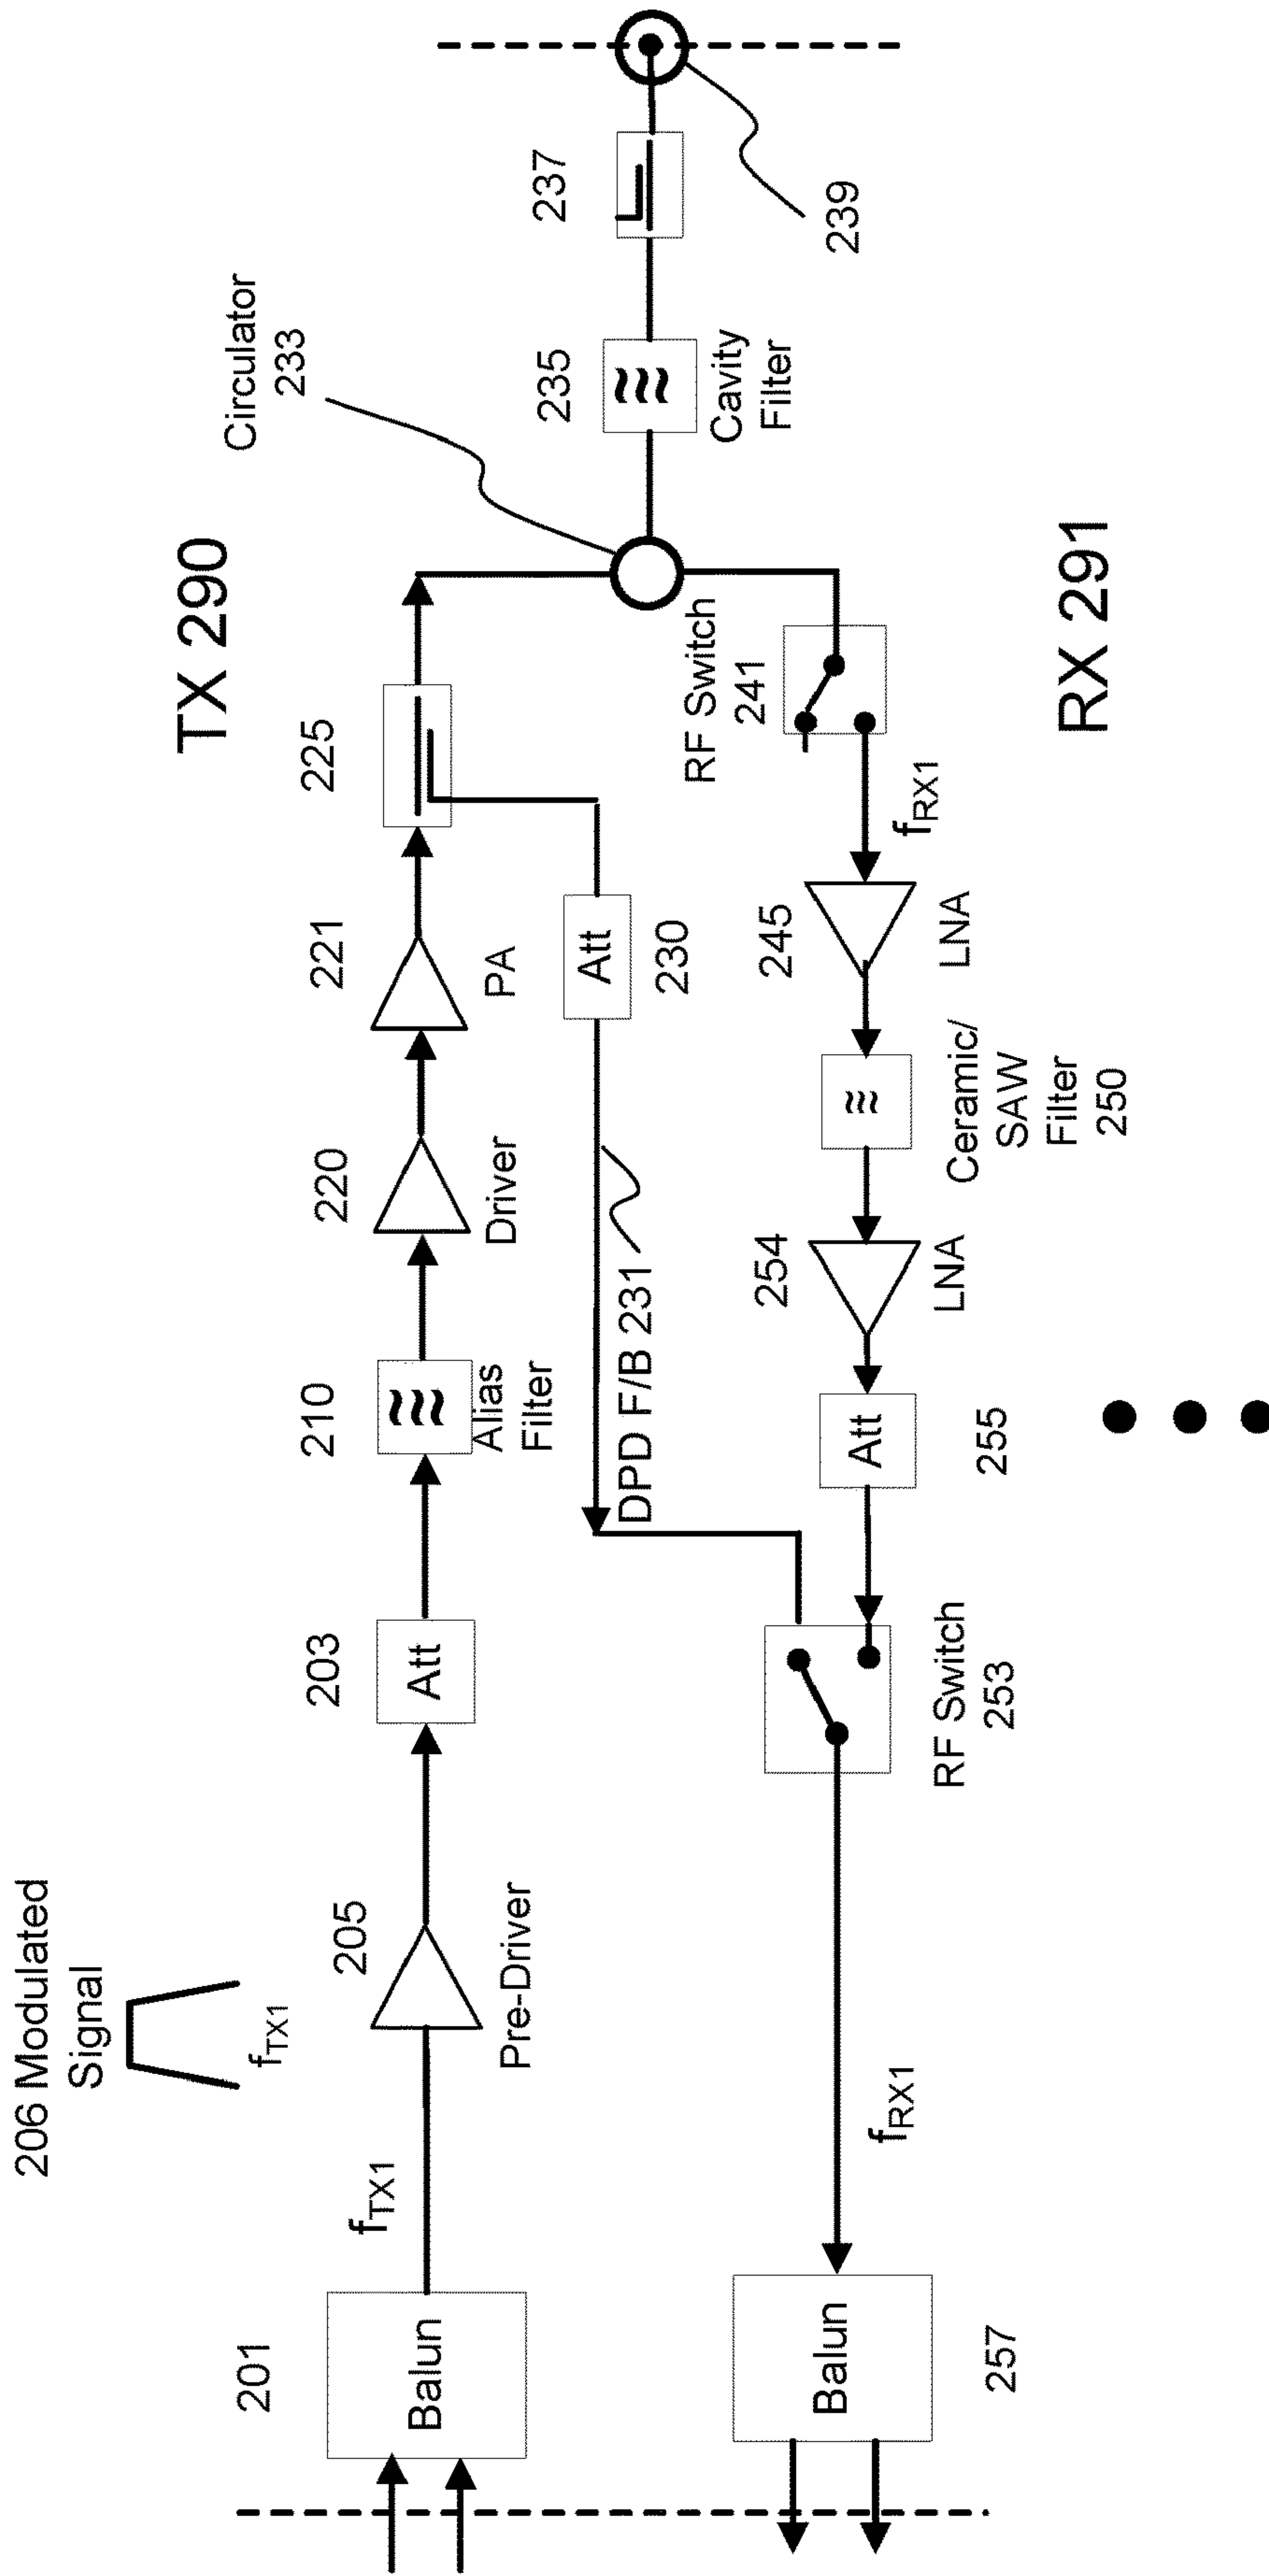 206 Modulated
Signal
fTX1
TX 290
Circulator
233
201
Balun
fTX1
205
Pre-Driver
203
Att
210
Alias
Filter
220
Driver
221
PA
225
235
Cavity
Filter
237
239
Att
230
DPD F/B 231
RF Switch
241
fRX1
245
LNA
Ceramic/
SAW
Filter
250
254
LNA
Att
255
RF Switch
253
fRX1
Balun
257
RX 291